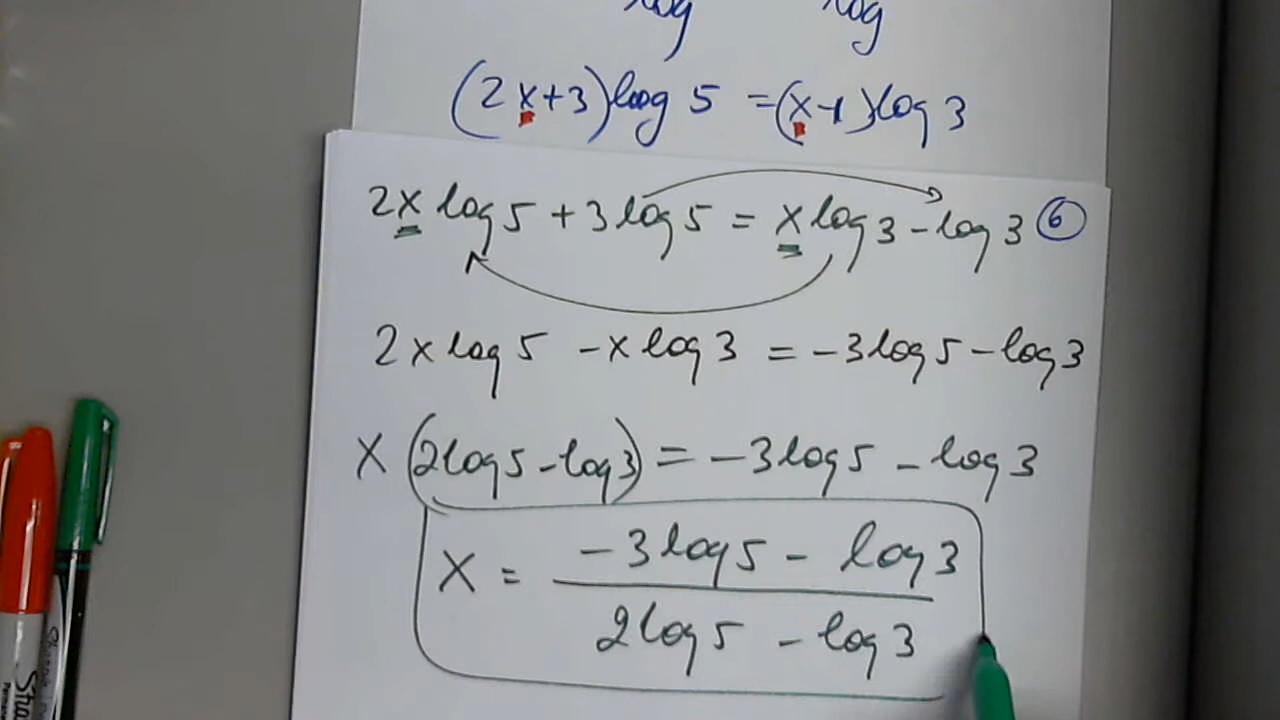 log log
(2x+3)log 5 = (x-1)log 3
2x log 5 + 3 log 5 = x log 3 - log 3 6
2x log 5 - x log 3 = -3 log 5 - log 3
x (2 log 5 - log 3) = -3 log 5 - log 3
-3 log 5 - log 3
x =
2 log 5 - log 3